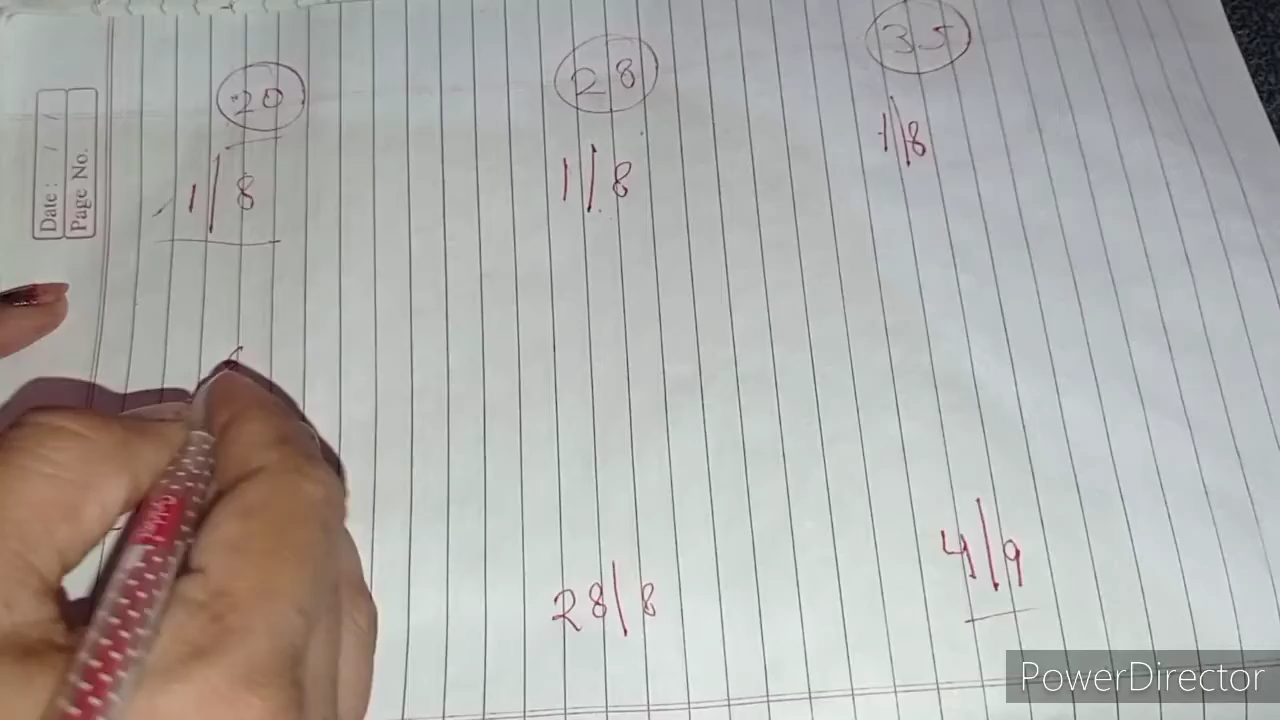 20
28
35
1/8
1//8
1//8
Date: / /
Page No.
28/8
4/9
PowerDirector